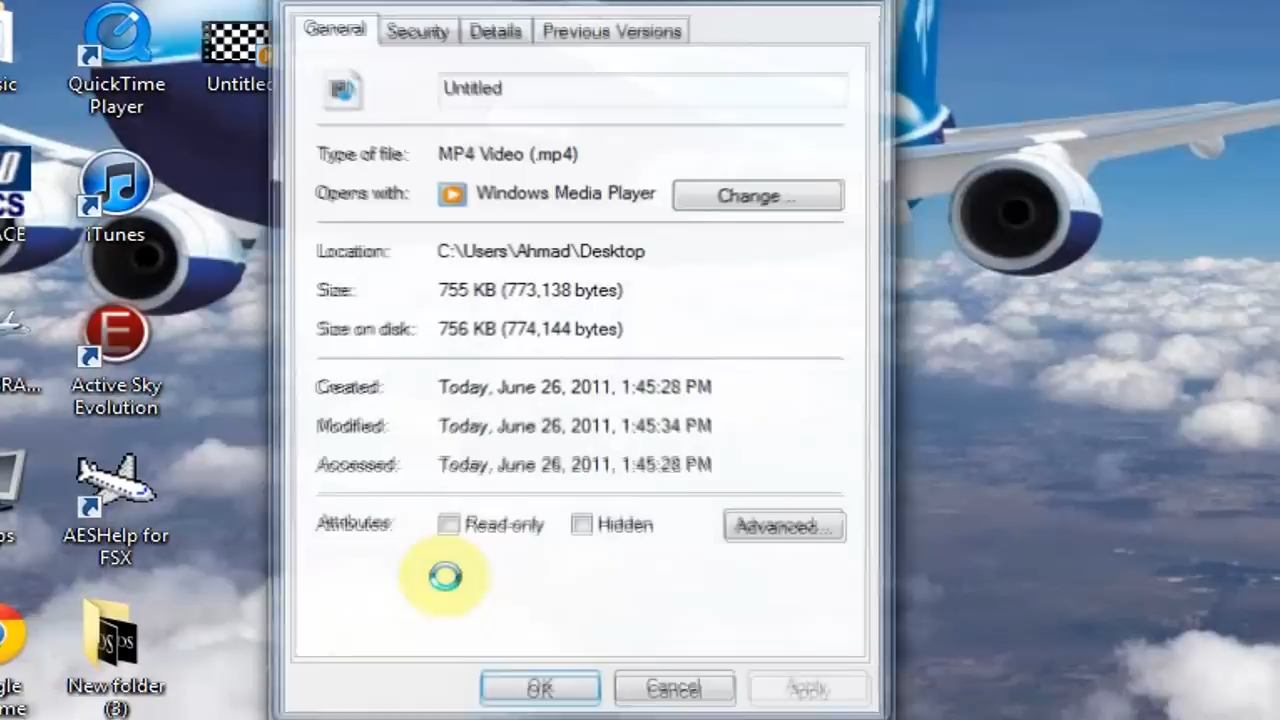 General
Security
Details
Previous Versions
Untitled
Type of file:
MP4 Video (.mp4)
Opens with:
Windows Media Player
Change...
Location:
C:\Users\Ahmad\Desktop
Size:
755 KB (773,138 bytes)
Size on disk:
756 KB (774,144 bytes)
Created:
Today, June 26, 2011, 1:45:28 PM
Modified:
Today, June 26, 2011, 1:45:34 PM
Accessed:
Today, June 26, 2011, 1:45:28 PM
Attributes:
Read-only
Hidden
Advanced...
OK
Cancel
Apply
QuickTime
Player
Untitled
iTunes
Active Sky
Evolution
AESHelp for
FSX
New folder
(3)